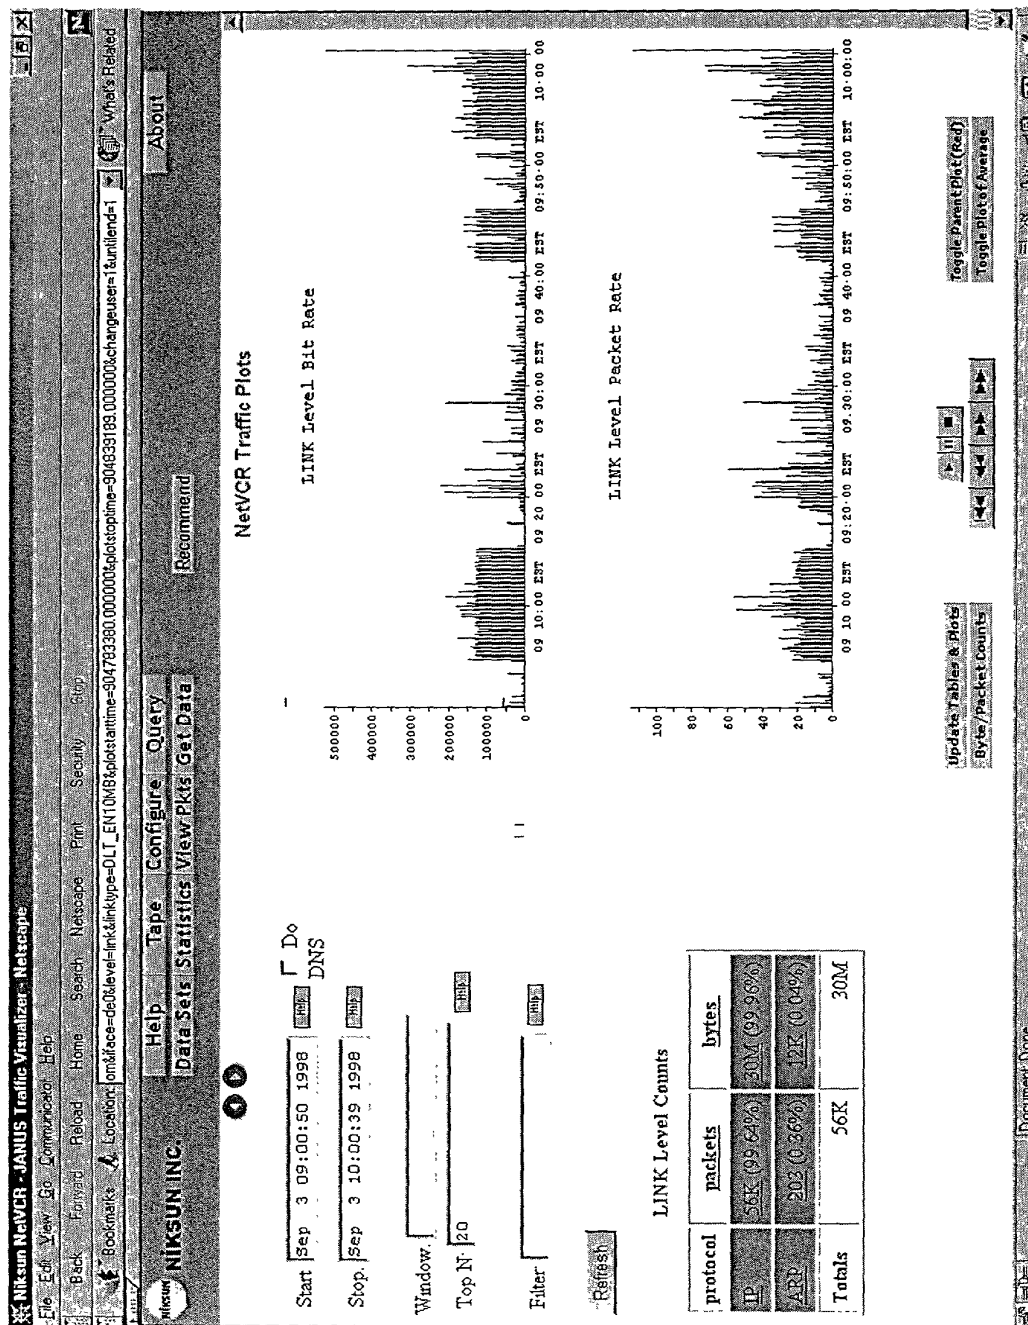 Niksun NetVCR - JANUS Traffic Visualizer - Netscape
File Edit View Go Communicator Help
Back Forward Reload Home Search Netscape Print Security Stop
Bookmarks Location: om&iface=de0&level=link&linktype=DLT_EN10MB&plotstarttime=904783380.000000&plotstoptime=904839189.000000&changeuser=1&untilend=1 What's Related
NIKSUN NIKSUN INC.
Help Tape Configure Query Recommend About
Data Sets Statistics View Pkts Get Data
NetVCR Traffic Plots
Start Sep 3 09:00:50 1998 Help Do DNS
Stop. Sep 3 10:00:39 1998 Help
Window.
Top N· 20 Help
Filter Help
Refresh
LINK Level Counts
protocol packets bytes
IP 56K (99.64%) 30M (99.96%)
ARP 203 (0.36%) 12K (0.04%)
Totals 56K 30M
LINK Level Bit Rate
500000
400000
300000
200000
100000
0
09 10:00 EST 09 20 00 EST 09 30:00 EST 09 40:00 EST 09:50·00 EST 10·00 00
LINK Level Packet Rate
100
80
60
40
20
0
09 10 00 EST 09:20·00 EST 09.30:00 EST 09 40·00 EST 09:50:00 EST 10·00:00
Update Tables & Plots Toggle Parent Plot (Red)
Byte/Packet Counts Toggle Plot of Average
Document: Done